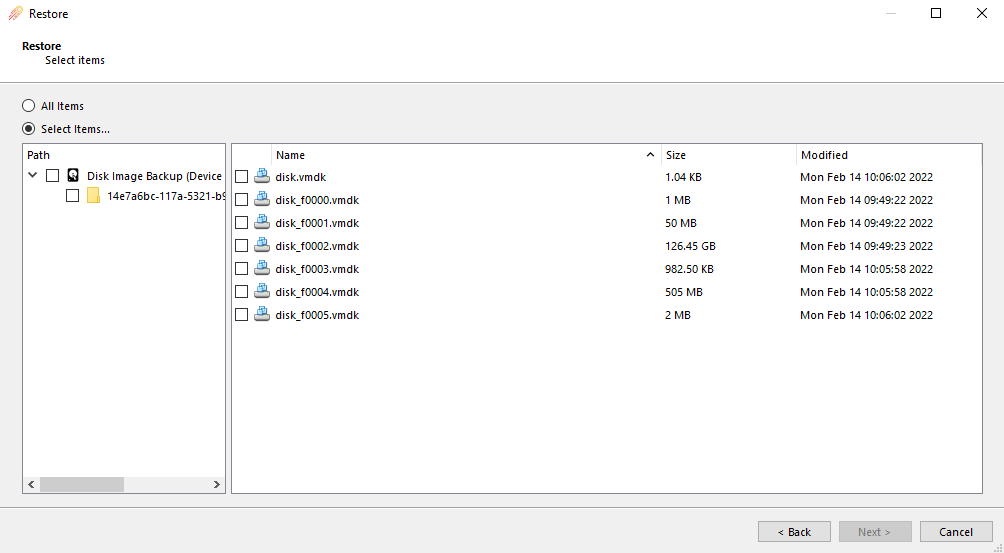 Restore
Restore
Select items
All Items
Select Items...
Path
Disk Image Backup (Device
14e7a6bc-117a-5321-b9
Name Size Modified
disk.vmdk 1.04 KB Mon Feb 14 10:06:02 2022
disk_f0000.vmdk 1 MB Mon Feb 14 09:49:22 2022
disk_f0001.vmdk 50 MB Mon Feb 14 09:49:22 2022
disk_f0002.vmdk 126.45 GB Mon Feb 14 09:49:23 2022
disk_f0003.vmdk 982.50 KB Mon Feb 14 10:05:58 2022
disk_f0004.vmdk 505 MB Mon Feb 14 10:05:58 2022
disk_f0005.vmdk 2 MB Mon Feb 14 10:06:02 2022
< Back Next > Cancel